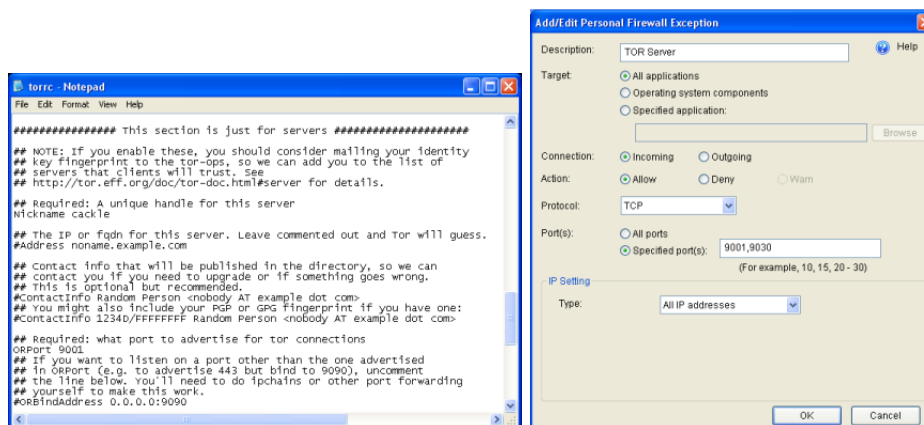 torrc - Notepad
File Edit Format View Help
################ This section is just for servers #####################
## NOTE: If you enable these, you should consider mailing your identity
## key fingerprint to the tor-ops, so we can add you to the list of
## servers that clients will trust. See
## http://tor.eff.org/doc/tor-doc.html#server for details.
## Required: A unique handle for this server
Nickname cackle
## The IP or fqdn for this server. Leave commented out and Tor will guess.
#Address noname.example.com
## Contact info that will be published in the directory, so we can
## contact you if you need to upgrade or if something goes wrong.
## This is optional but recommended.
#ContactInfo Random Person <nobody AT example dot com>
## You might also include your PGP or GPG fingerprint if you have one:
#ContactInfo 1234D/FFFFFFFF Random Person <nobody AT example dot com>
## Required: what port to advertise for tor connections
ORPort 9001
## If you want to listen on a port other than the one advertised
## in ORPort (e.g. to advertise 443 but bind to 9090), uncomment
## the line below. You'll need to do ipchains or other port forwarding
## yourself to make this work.
#ORBindAddress 0.0.0.0:9090
Add/Edit Personal Firewall Exception
Description: TOR Server Help
Target: All applications
Operating system components
Specified application:
Browse
Connection: Incoming Outgoing
Action: Allow Deny Warn
Protocol: TCP
Port(s): All ports
Specified port(s): 9001,9030
(For example, 10, 15, 20 - 30)
IP Setting
Type: All IP addresses
OK Cancel